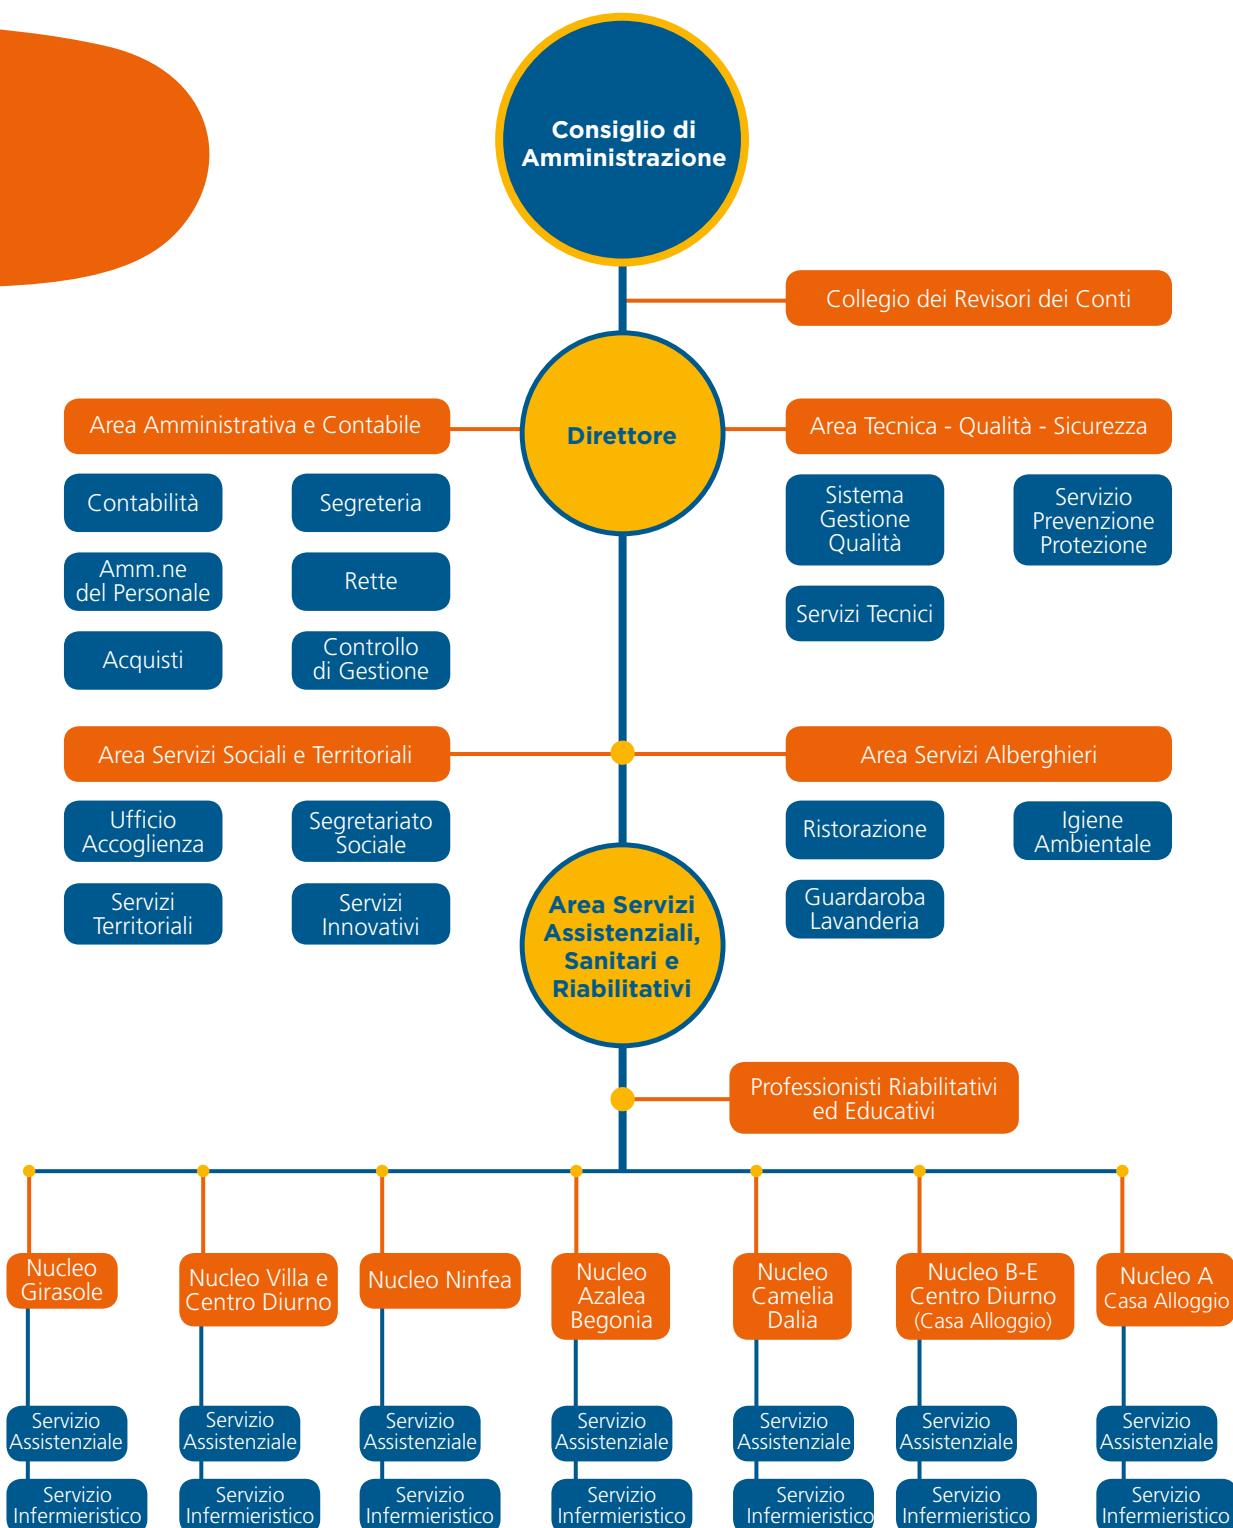 Consiglio di
Amministrazione
Collegio dei Revisori dei Conti
Direttore
Area Amministrativa e Contabile
Contabilità
Segreteria
Amm.ne
del Personale
Rette
Acquisti
Controllo
di Gestione
Area Tecnica - Qualità - Sicurezza
Sistema
Gestione
Qualità
Servizio
Prevenzione
Protezione
Servizi Tecnici
Area Servizi Sociali e Territoriali
Ufficio
Accoglienza
Segretariato
Sociale
Servizi
Territoriali
Servizi
Innovativi
Area Servizi Alberghieri
Ristorazione
Igiene
Ambientale
Guardaroba
Lavanderia
Area Servizi
Assistenziali,
Sanitari e
Riabilitativi
Professionisti Riabilitativi
ed Educativi
Nucleo
Girasole
Nucleo Villa e
Centro Diurno
Nucleo Ninfea
Nucleo
Azalea
Begonia
Nucleo
Camelia
Dalia
Nucleo B-E
Centro Diurno
(Casa Alloggio)
Nucleo A
Casa Alloggio
Servizio
Assistenziale
Servizio
Assistenziale
Servizio
Assistenziale
Servizio
Assistenziale
Servizio
Assistenziale
Servizio
Assistenziale
Servizio
Assistenziale
Servizio
Infermieristico
Servizio
Infermieristico
Servizio
Infermieristico
Servizio
Infermieristico
Servizio
Infermieristico
Servizio
Infermieristico
Servizio
Infermieristico